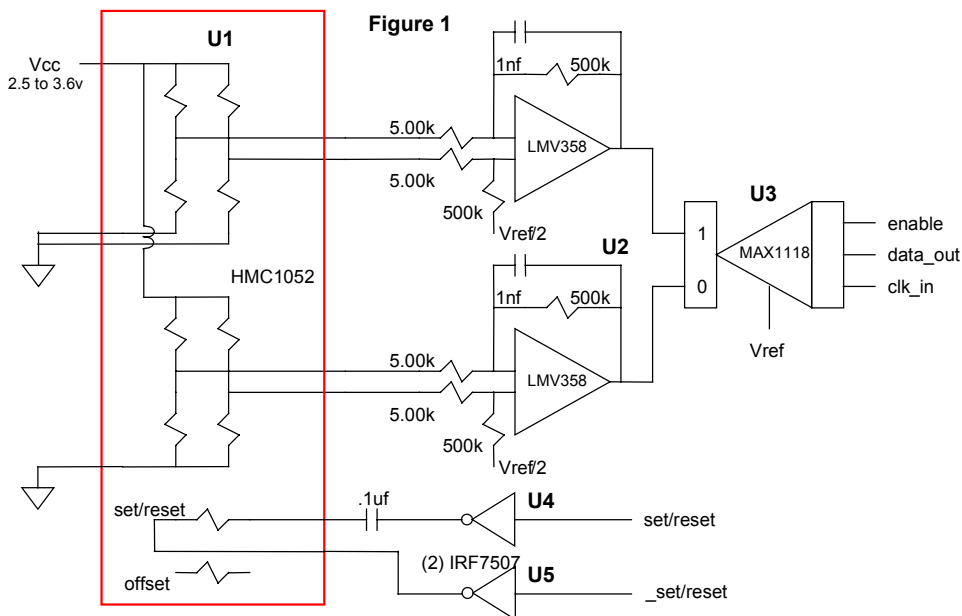 Figure 1
U1
Vcc
2.5 to 3.6v
1nf
500k
5.00k
LMV358
5.00k
500k
Vref/2
U2
U3
1
0
MAX1118
enable
data_out
clk_in
Vref
HMC1052
1nf
500k
5.00k
LMV358
5.00k
500k
Vref/2
set/reset
.1uf
U4
set/reset
(2) IRF7507
offset
U5
_set/reset